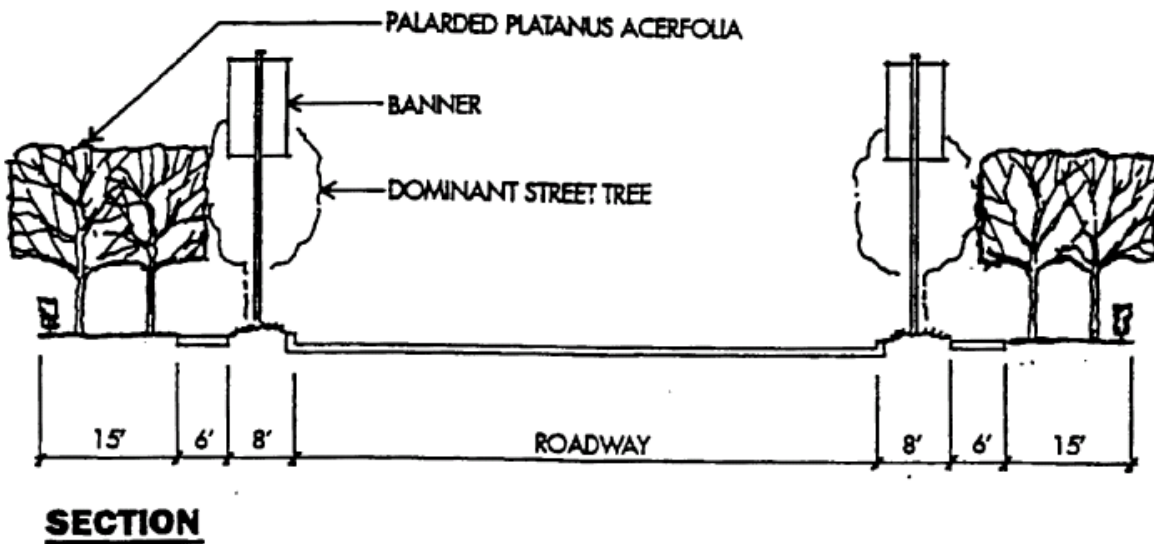 PALARDED PLATANUS ACERFOLIA
BANNER
DOMINANT STREET TREE
15' 6' 8' ROADWAY 8' 6' 15'
SECTION